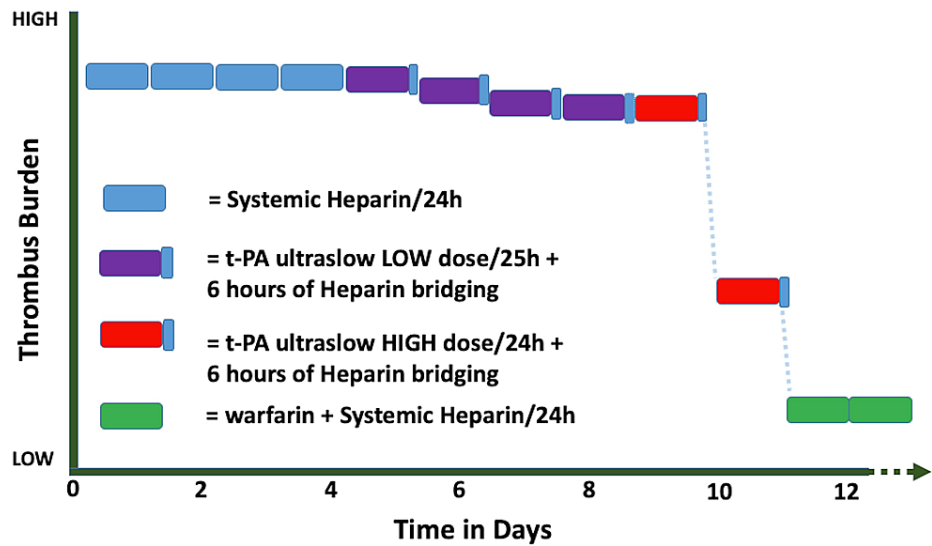 HIGH
Thrombus Burden
= Systemic Heparin/24h
= t-PA ultraslow LOW dose/25h +
6 hours of Heparin bridging
= t-PA ultraslow HIGH dose/24h +
6 hours of Heparin bridging
= warfarin + Systemic Heparin/24h
LOW
0 2 4 6 8 10 12
Time in Days